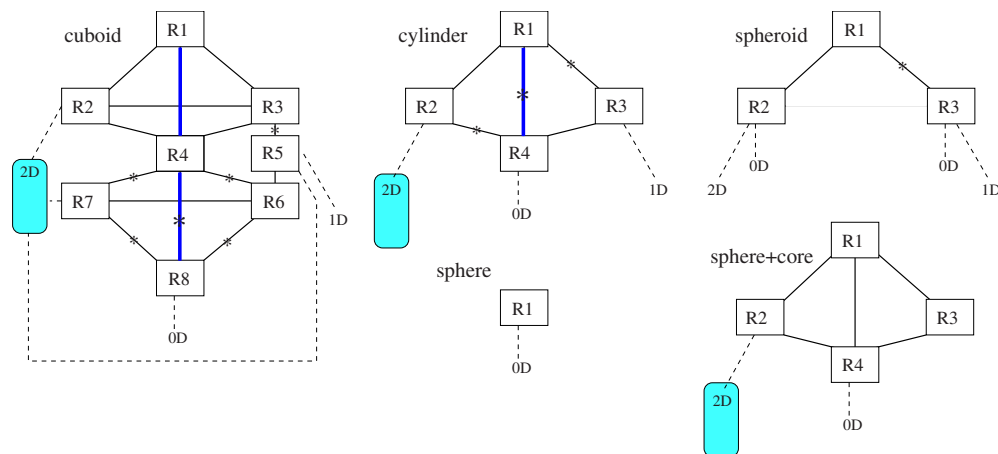 cuboid
R1
R2
R3
R4
R5
2D
R7
R6
1D
R8
0D
cylinder
R1
*
*
R2
R3
*
R4
2D
1D
0D
sphere
R1
0D
spheroid
R1
*
R2
R3
2D
0D
0D
1D
sphere+core
R1
R2
R3
R4
2D
0D
*
*
*
*
*
*